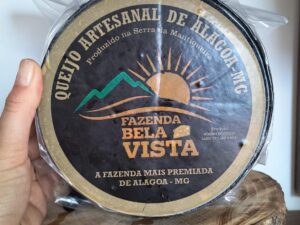 QUEIJO ARTESANAL DE ALAGOA-MG
Produzido na Serra da Mantiqueira
FAZENDA
BELA
VISTA
A FAZENDA MAIS PREMIADA
DE ALAGOA - MG